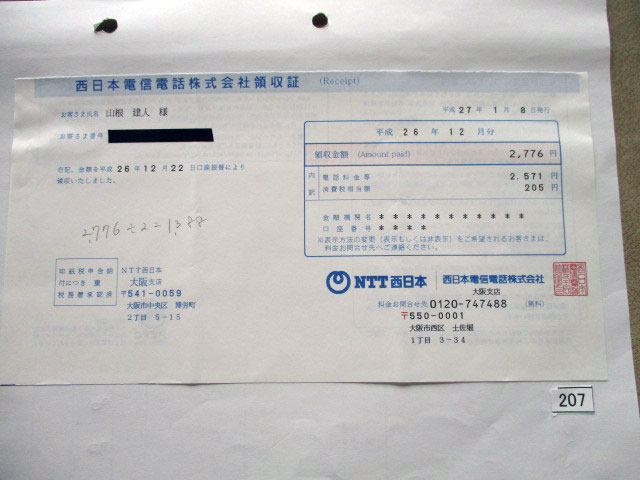 西日本電信電話株式会社領収証 (Receipt)
お客さま氏名 山根 建人 様
平成 27 年 1 月 8 日発行
お客さま番号
平成 26 年 12 月分
領収金額 (Amount paid) 2,776 円
左記、金額を平成 26 年 12 月 22 日口座振替により
領収いたしました。
内訳 電話料金等 2,571 円
消費税相当額 205 円
2,776÷2=1,388
金融機関名 * * * * * * * * * * *
口座番号 * * * *
※表示方法の変更（表示もしくは非表示）をご希望されるお客さまは、
料金お問合せ先へご連絡ください。
印紙税申告納
付につき 東
税務署承認済
NTT西日本
大阪支店
〒541-0059
大阪市中央区 博労町
2丁目 5-15
NTT西日本 西日本電信電話株式会社
大阪支店
料金お問合せ先 0120-747488 (無料)
〒550-0001
大阪市西区 土佐堀
1丁目 3-34
207